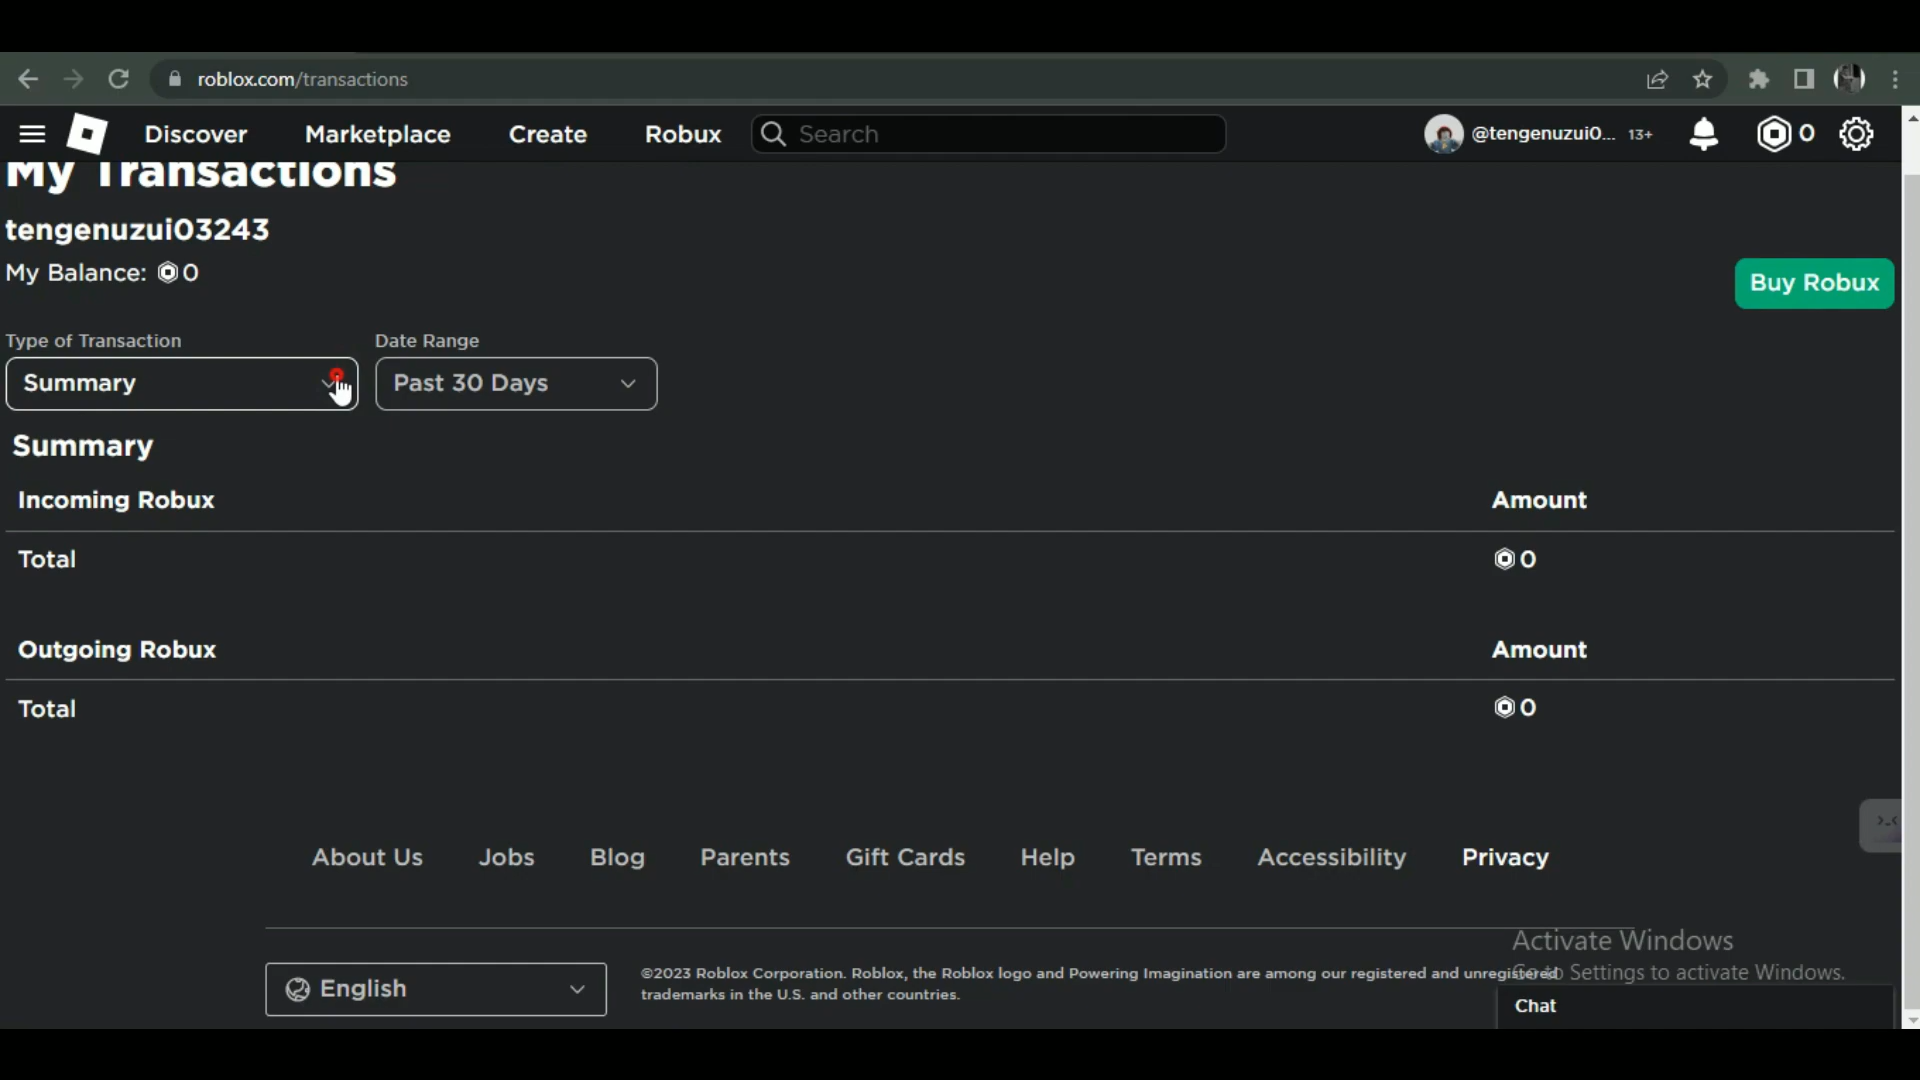 roblox.com/transactions
Discover Marketplace Create Robux Search @tengenuzui0... 13+ 0
My Transactions
tengenuzui03243
My Balance: 0
Buy Robux
Type of Transaction Date Range
Summary Past 30 Days
Summary
Incoming Robux Amount
Total 0
Outgoing Robux Amount
Total 0
About Us Jobs Blog Parents Gift Cards Help Terms Accessibility Privacy
Activate Windows
Go to Settings to activate Windows.
English
©2023 Roblox Corporation. Roblox, the Roblox logo and Powering Imagination are among our registered and unregistered
trademarks in the U.S. and other countries.
Chat